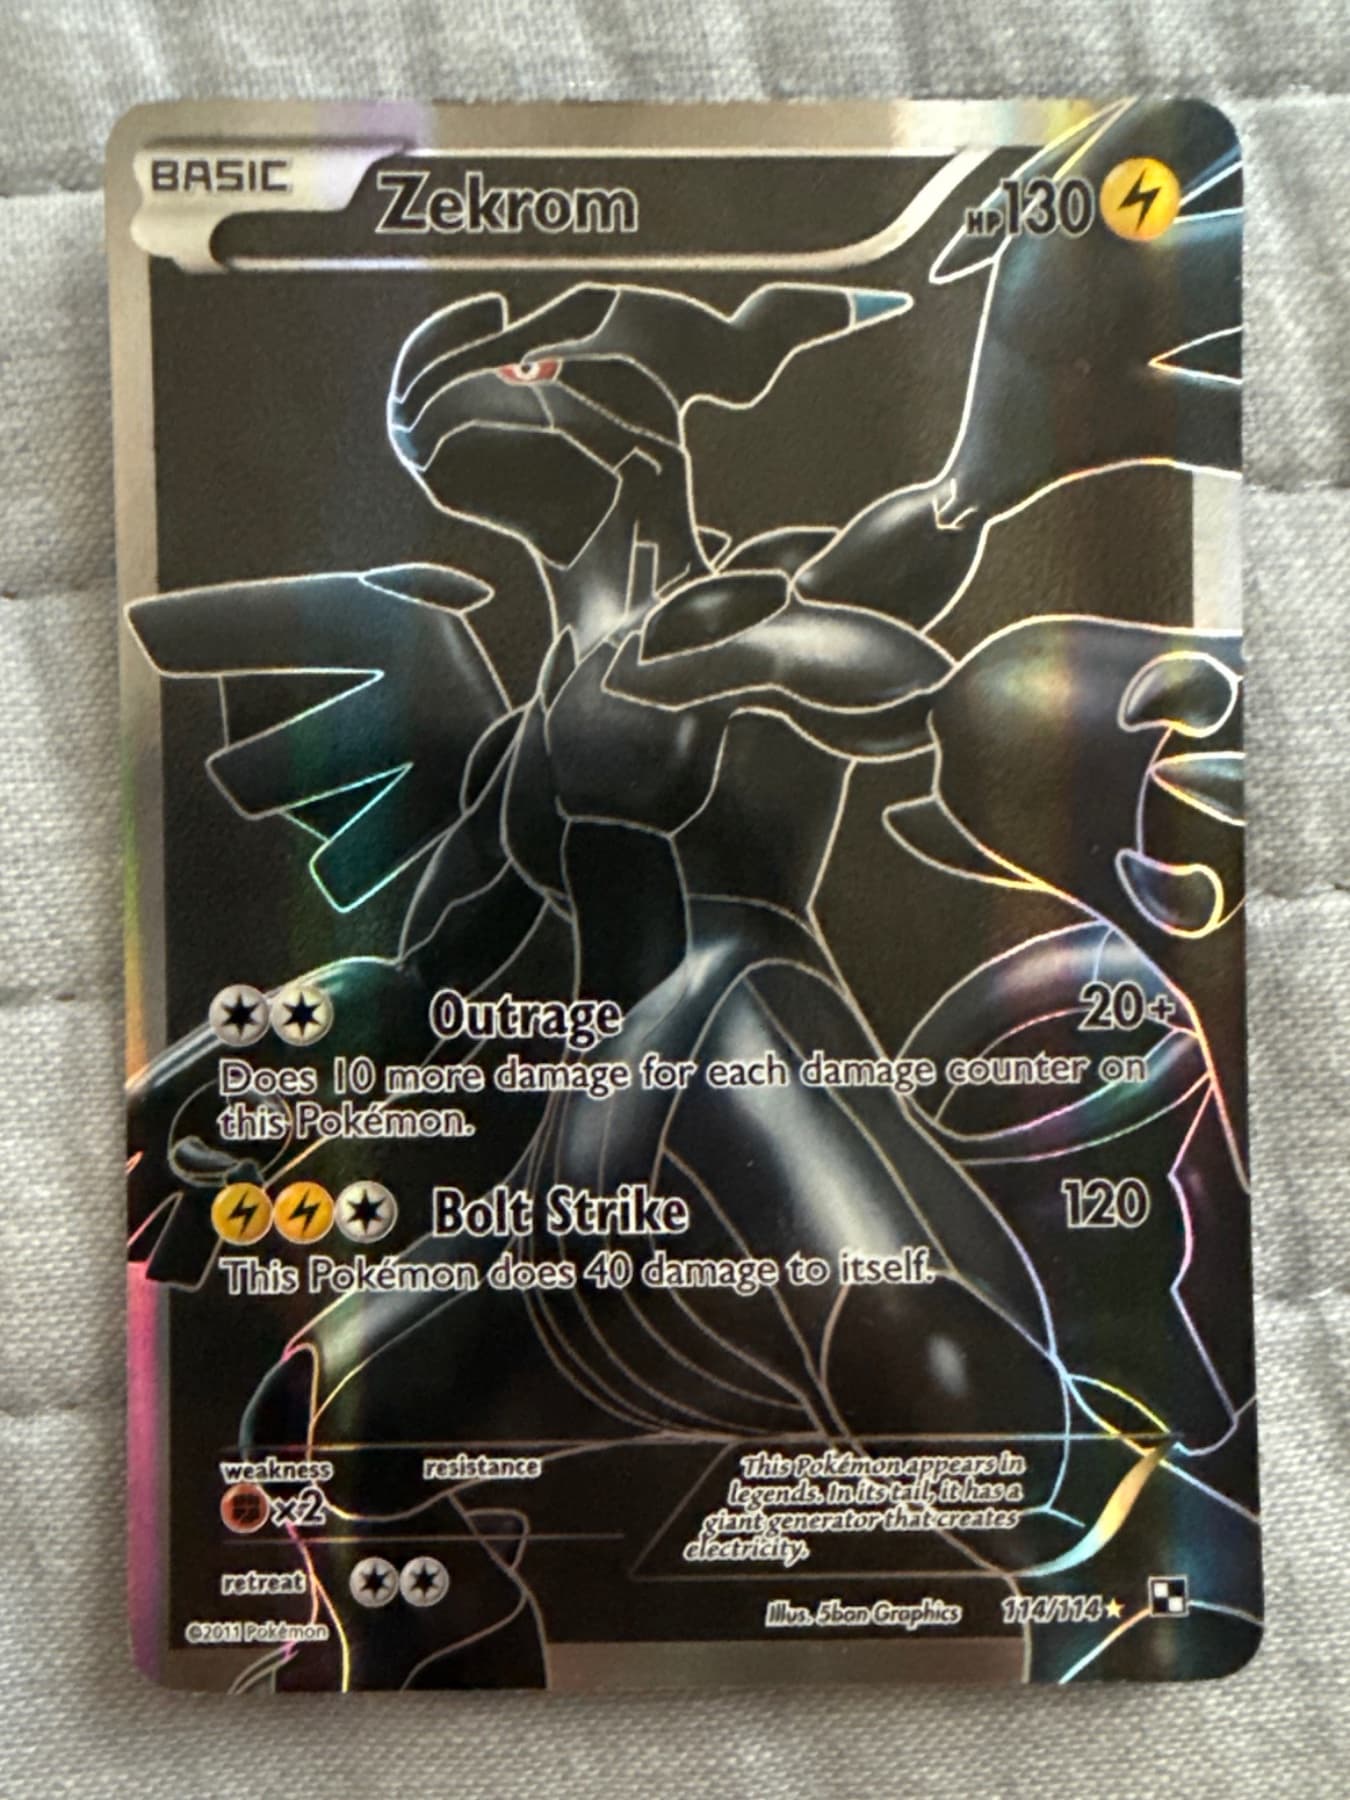 BASIC
Zekrom
HP130
Outrage 20+
Does 10 more damage for each damage counter on
this Pokémon.
Bolt Strike 120
This Pokémon does 40 damage to itself.
weakness
x2
resistance
retreat
This Pokémon appears in
legends. In its tail, it has a
giant generator that creates
electricity.
©2011 Pokémon
Illus. 5ban Graphics
114/114★